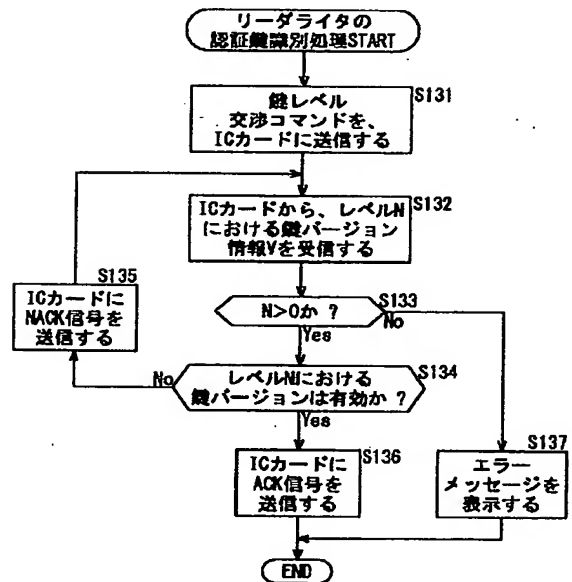 リーダライタの
認証鍵識別処理START
S131
鍵レベル
交渉コマンドを、
ICカードに送信する
S132
ICカードから、レベルN
における鍵バージョン
情報Vを受信する
S135
ICカードに
NACK信号を
送信する
S133
N>0か ?
No
Yes
S134
レベルNにおける
鍵バージョンは有効か ?
No
Yes
S136
ICカードに
ACK信号を
送信する
S137
エラー
メッセージを
表示する
END